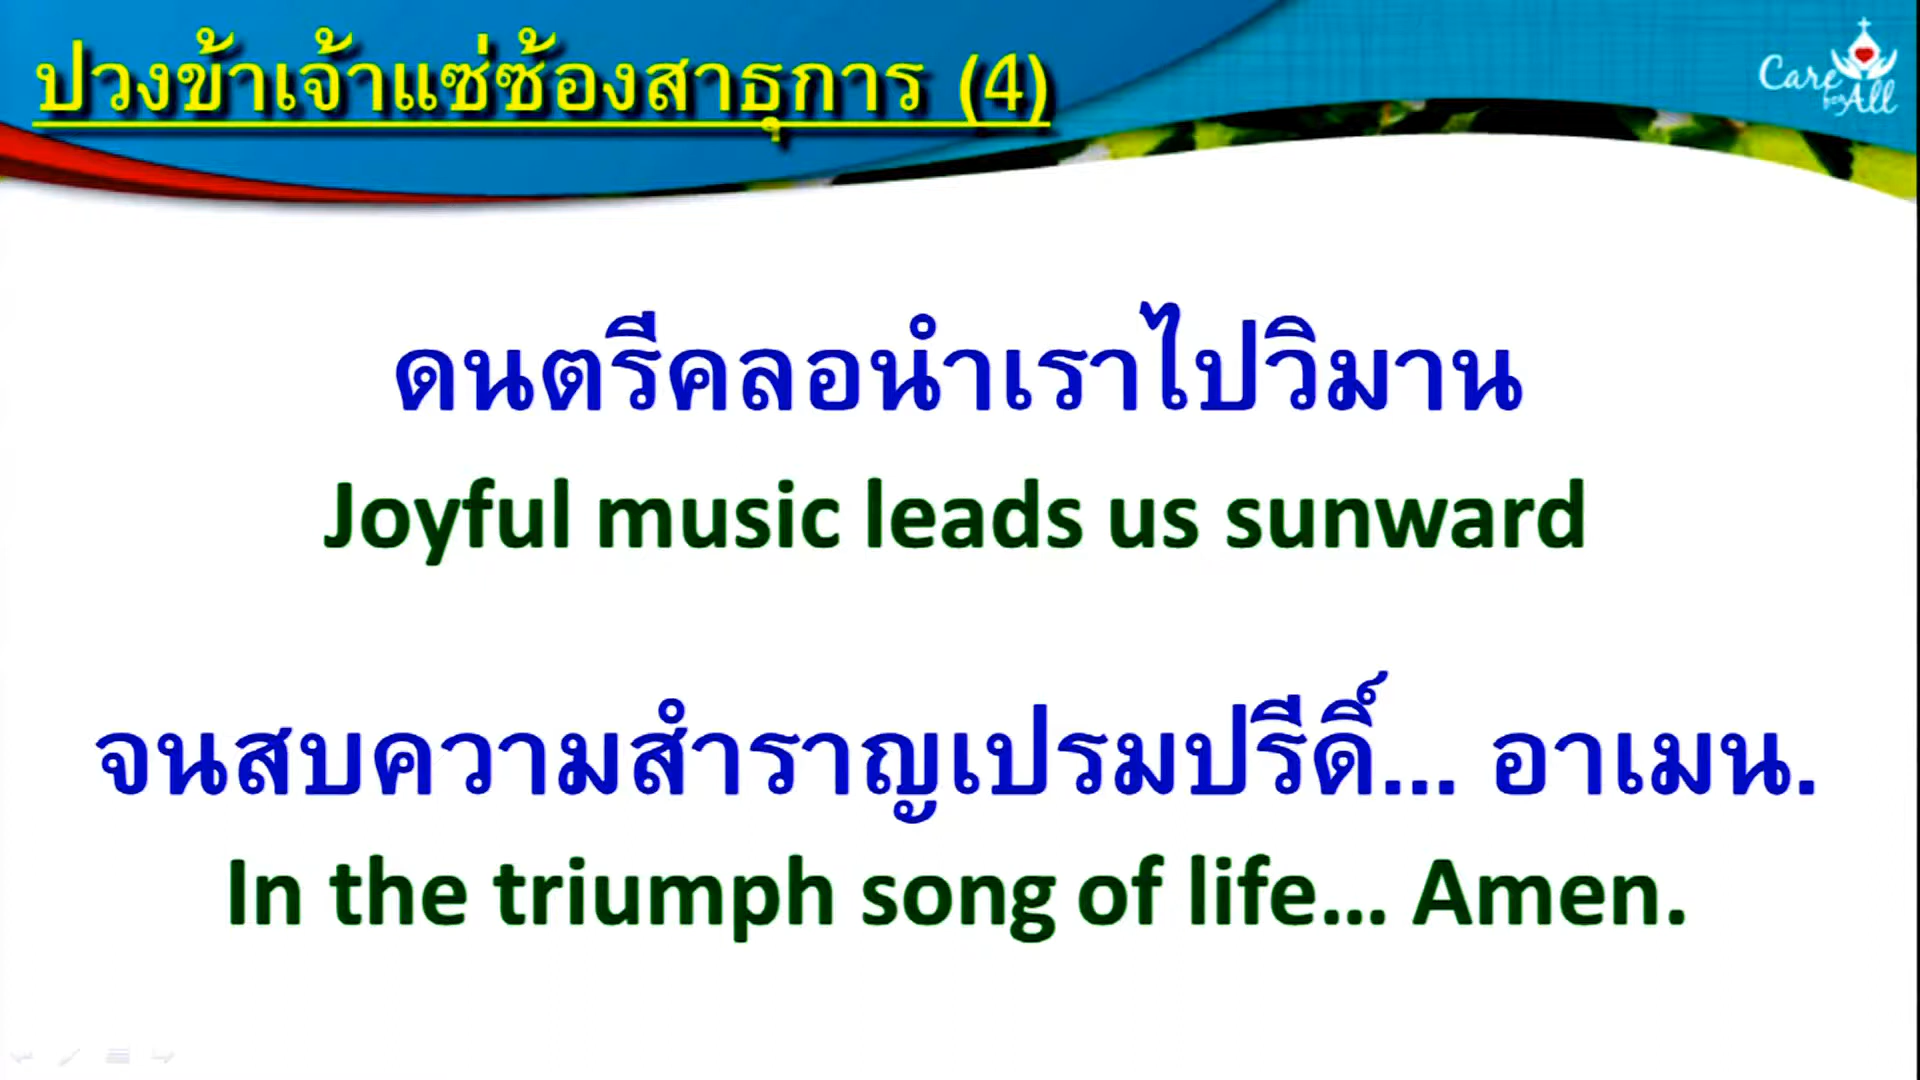 ปวงข้าเจ้าแซ่ซ้องสาธุการ (4)
Care
for All
ดนตรีคลอนำเราไปวิมาน
Joyful music leads us sunward
จนสบความสำราญเปรมปรีดิ์... อาเมน.
In the triumph song of life... Amen.